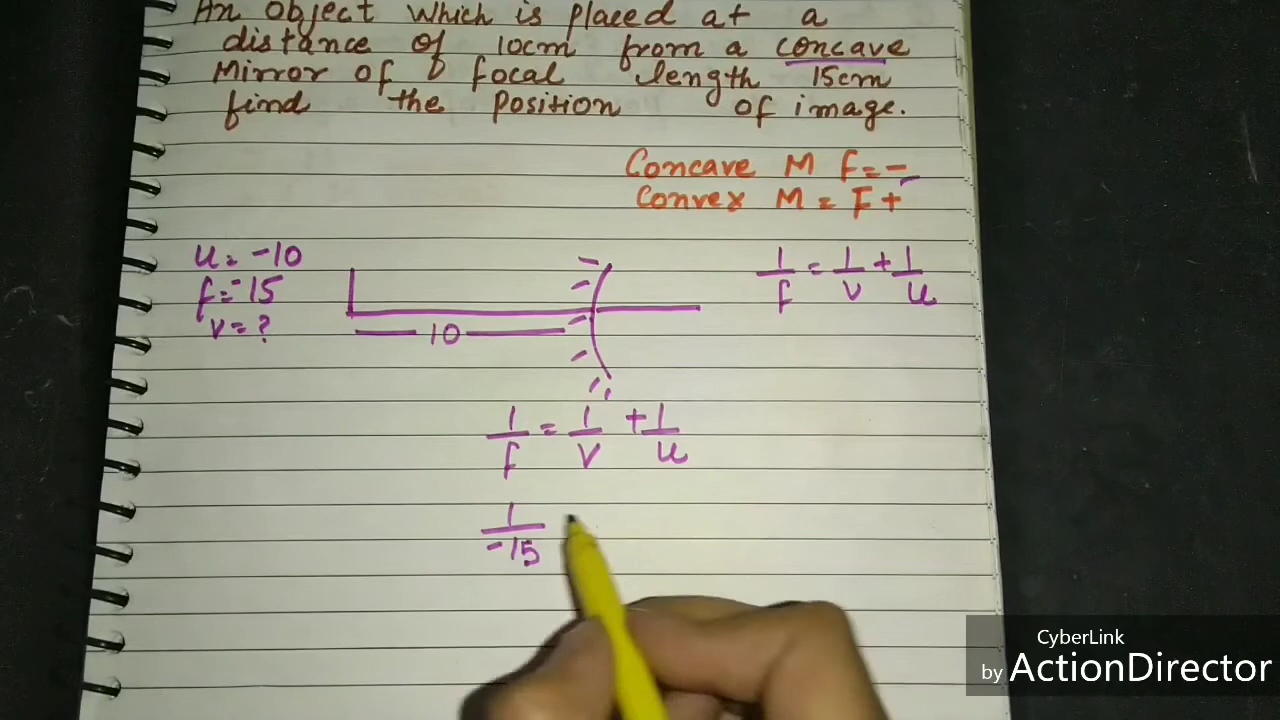 An object which is placed at a
distance of 10cm from a concave
Mirror of focal length 15cm
find the position of image.
Concave M f = -
Convex M = F +
u = -10
f = -15
v = ?
10
1/f = 1/v + 1/u
1/f = 1/v + 1/u
1/-15
CyberLink
by ActionDirector